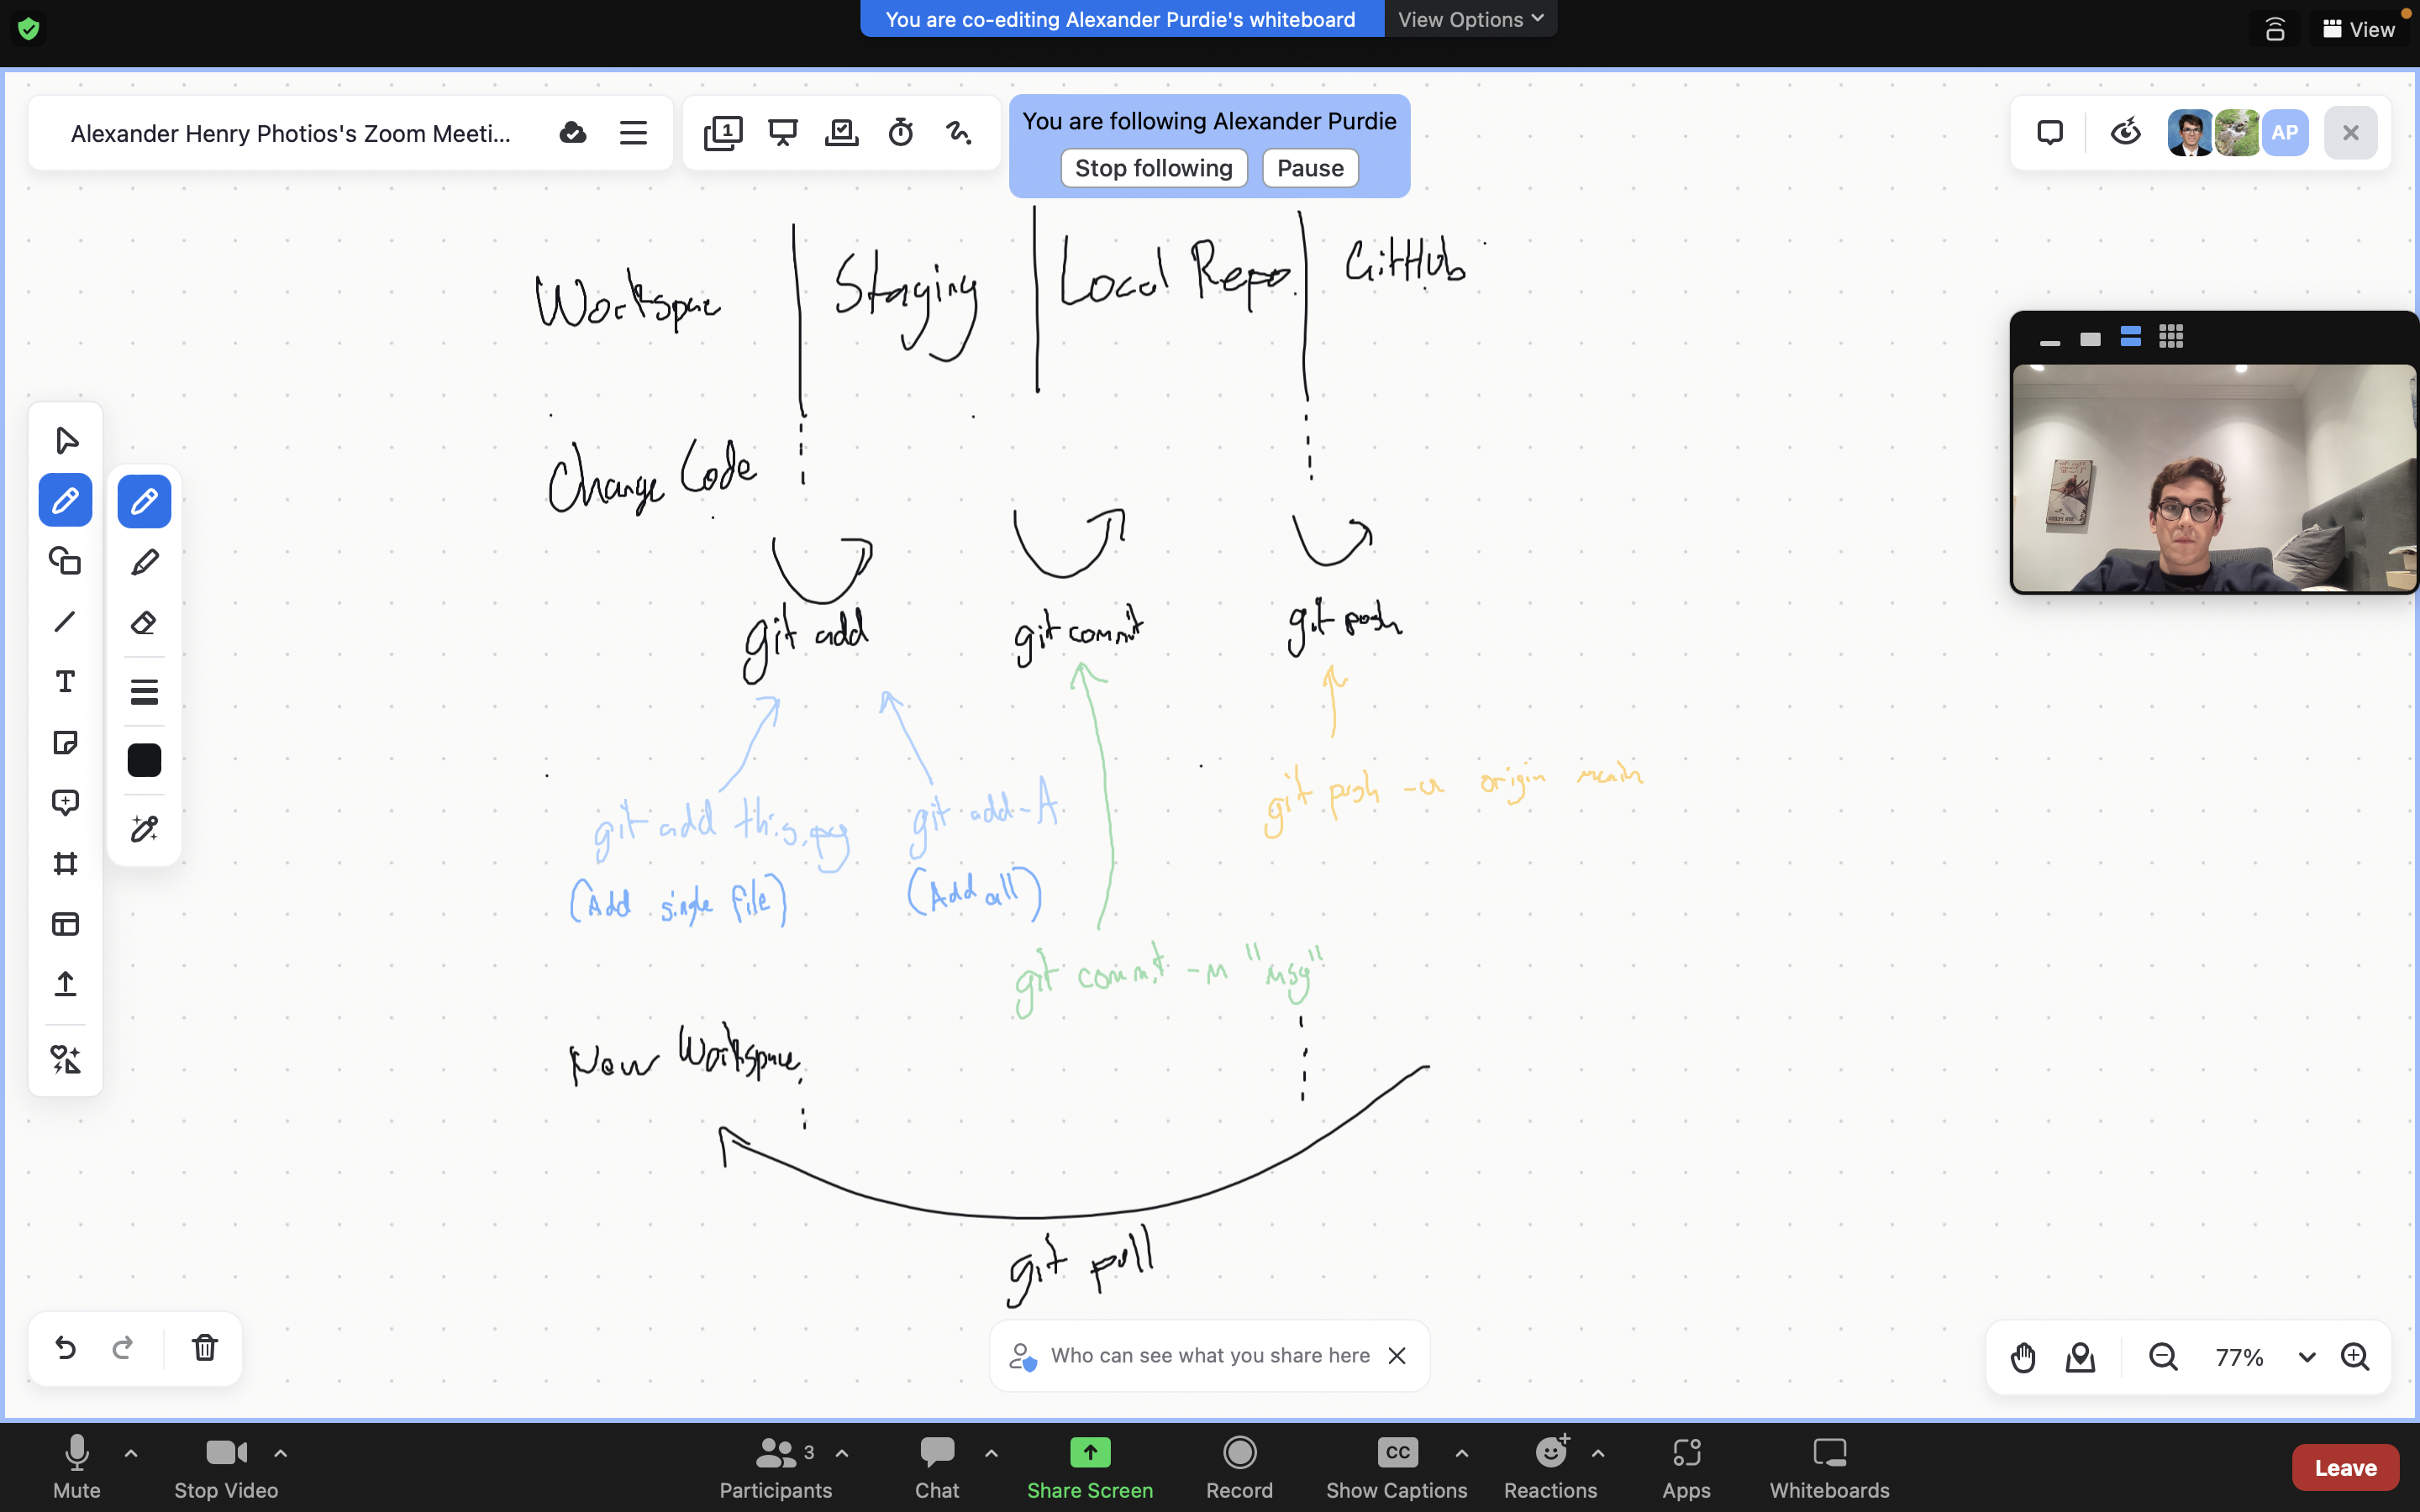 You are co-editing Alexander Purdie's whiteboard
View Options
View
Alexander Henry Photios's Zoom Meeti...
1
You are following Alexander Purdie
Stop following
Pause
AP
Workspace
Staging
Local Repo
GitHub
Change Code
git add
git commit
git push
git add this.py
git add -A
git push -u origin main
(Add single file)
(Add all)
git commit -m "msg"
New Workspace
git pull
Who can see what you share here
77%
Mute
Stop Video
Participants
3
Chat
Share Screen
Record
CC
Show Captions
Reactions
Apps
Whiteboards
Leave